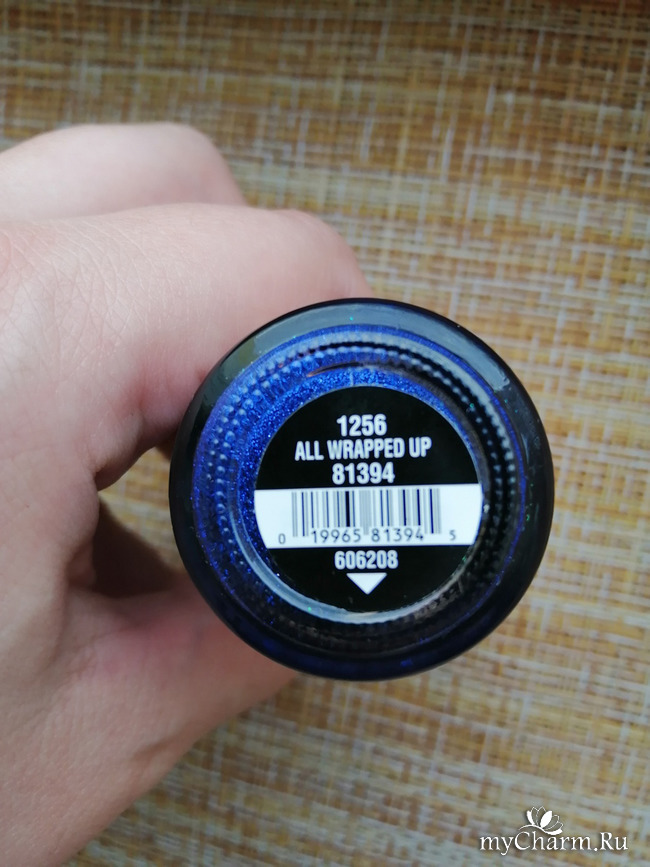 1256
ALL WRAPPED UP
81394
0 19965 81394 5
606208
myCharm.Ru